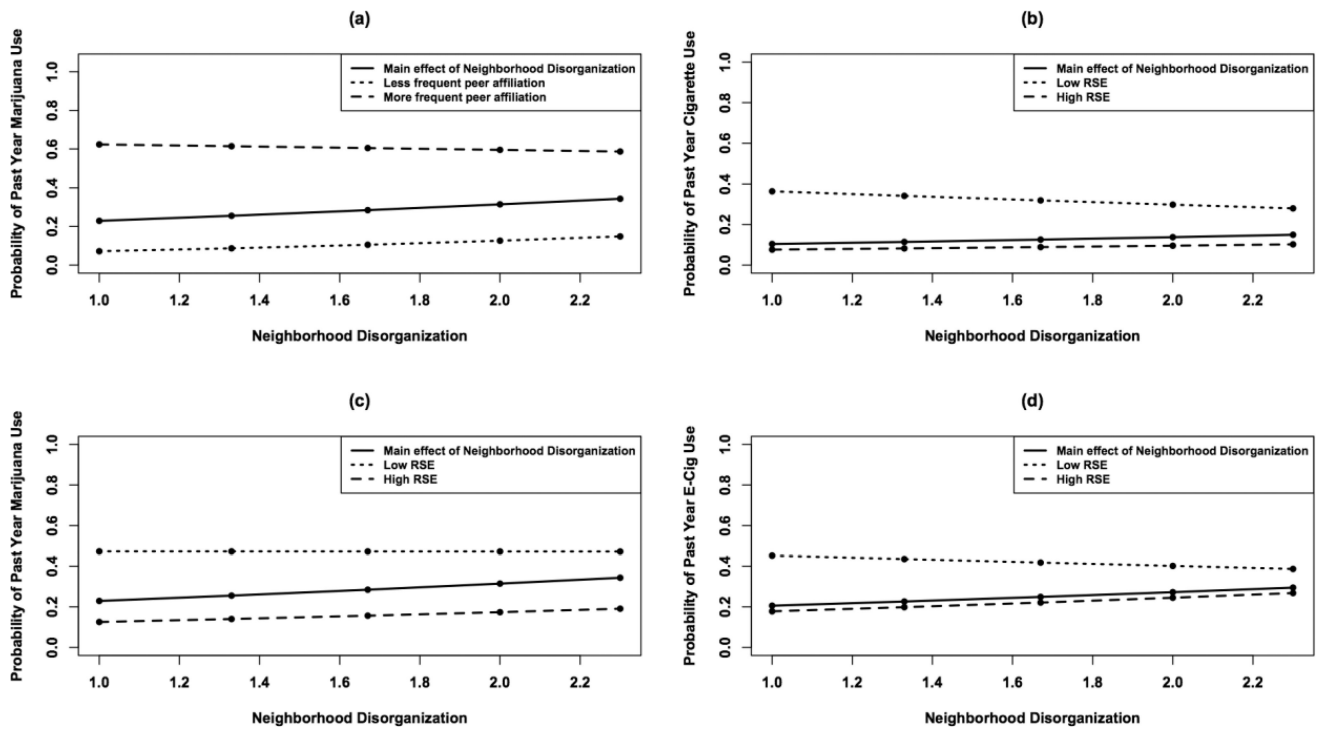 (a)
Probability of Past Year Marijuana Use
1.0
0.8
0.6
0.4
0.2
0.0
Main effect of Neighborhood Disorganization
Less frequent peer affiliation
More frequent peer affiliation
1.0 1.2 1.4 1.6 1.8 2.0 2.2
Neighborhood Disorganization
(b)
Probability of Past Year Cigarette Use
1.0
0.8
0.6
0.4
0.2
0.0
Main effect of Neighborhood Disorganization
Low RSE
High RSE
1.0 1.2 1.4 1.6 1.8 2.0 2.2
Neighborhood Disorganization
(c)
Probability of Past Year Marijuana Use
1.0
0.8
0.6
0.4
0.2
0.0
Main effect of Neighborhood Disorganization
Low RSE
High RSE
1.0 1.2 1.4 1.6 1.8 2.0 2.2
Neighborhood Disorganization
(d)
Probability of Past Year E-Cig Use
1.0
0.8
0.6
0.4
0.2
0.0
Main effect of Neighborhood Disorganization
Low RSE
High RSE
1.0 1.2 1.4 1.6 1.8 2.0 2.2
Neighborhood Disorganization